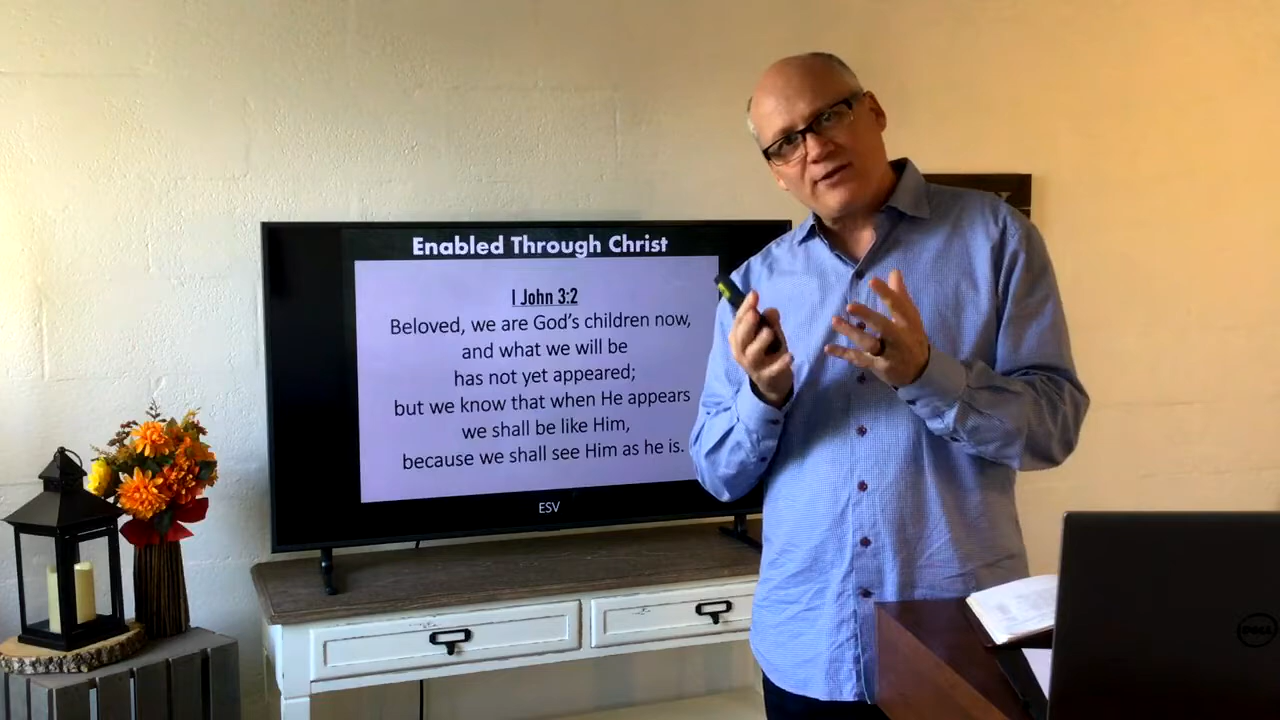 Enabled Through Christ
I John 3:2
Beloved, we are God's children now,
and what we will be
has not yet appeared;
but we know that when He appears
we shall be like Him,
because we shall see Him as he is.
ESV
DELL